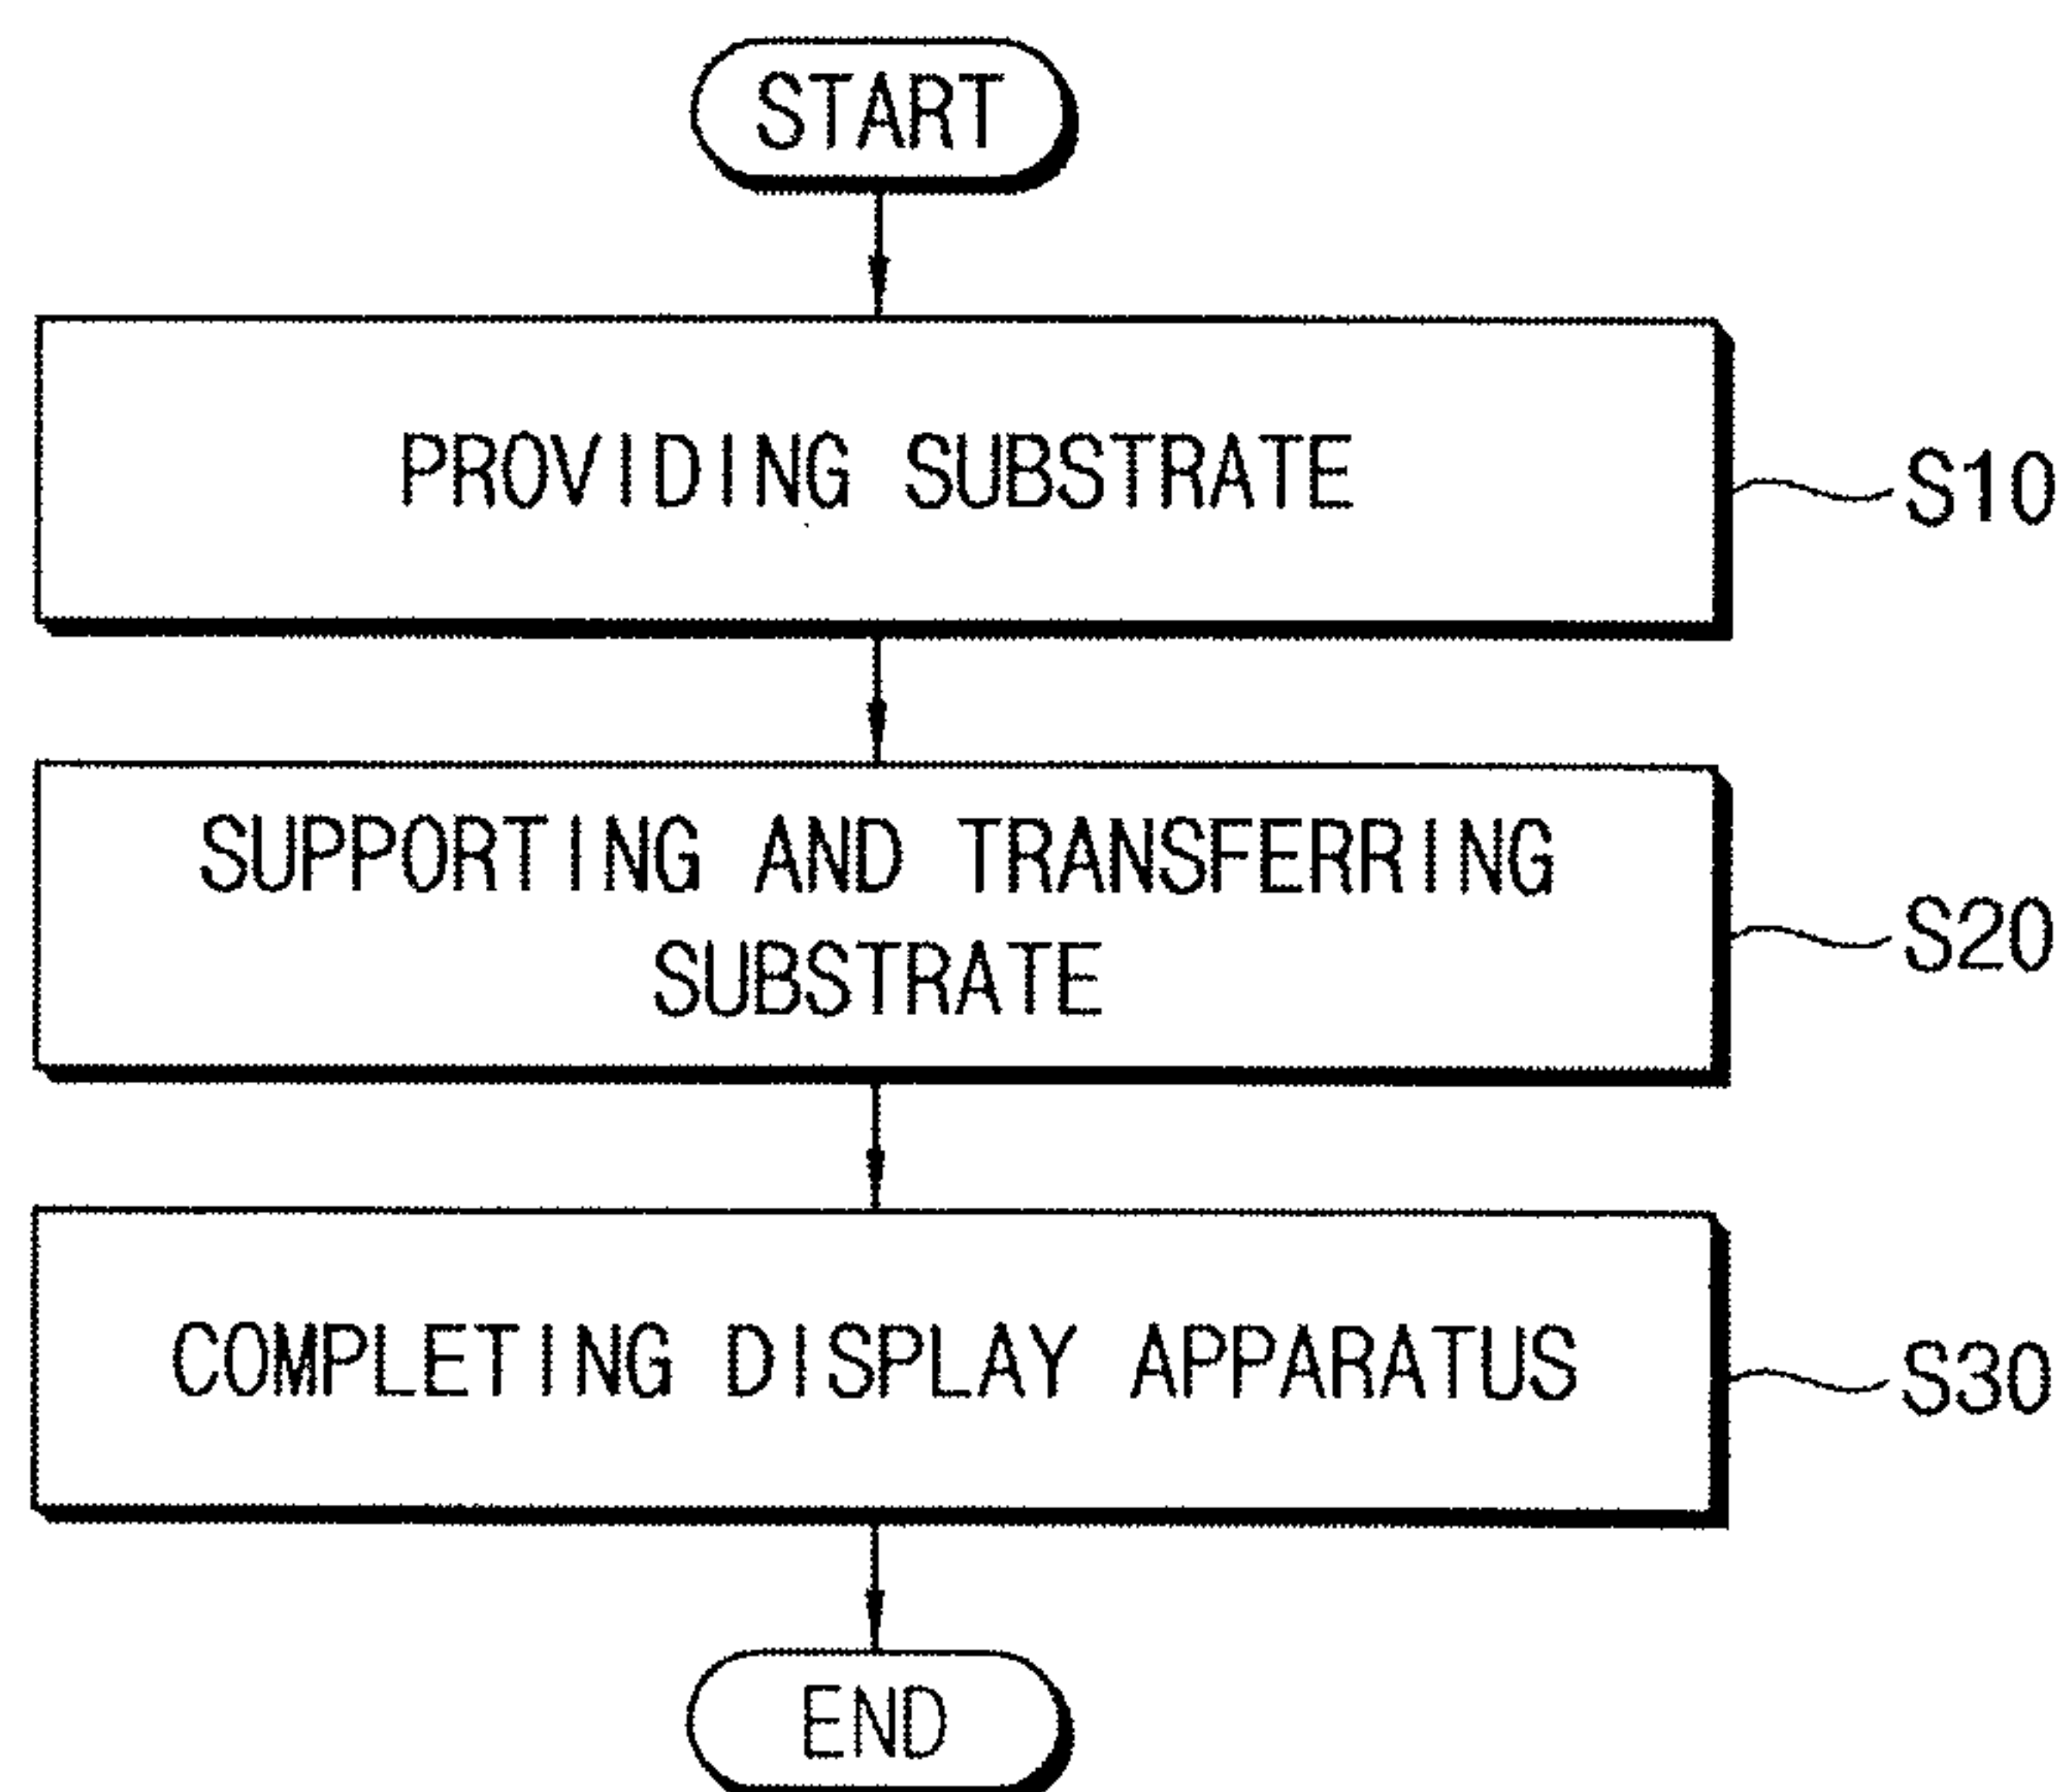 START
PROVIDING SUBSTRATE
S10
SUPPORTING AND TRANSFERRING
SUBSTRATE
S20
COMPLETING DISPLAY APPARATUS
S30
END